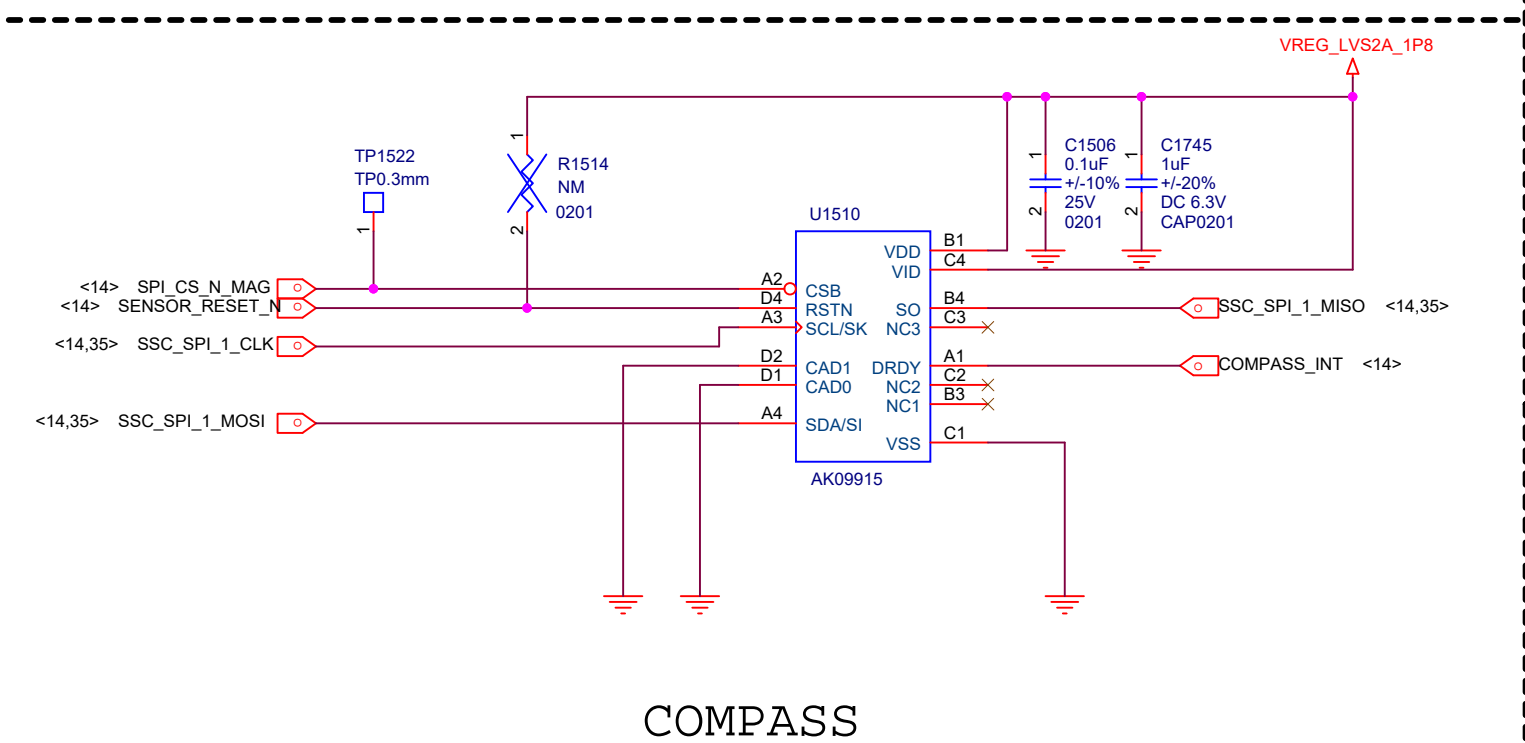 VREG_LVS2A_1P8
TP1522
TP0.3mm
1
1
R1514
NM
0201
2
1
C1506
0.1uF
+/-10%
25V
0201
2
1
C1745
1uF
+/-20%
DC 6.3V
CAP0201
2
U1510
<14> SPI_CS_N_MAG
<14> SENSOR_RESET_N
<14,35> SSC_SPI_1_CLK
<14,35> SSC_SPI_1_MOSI
A2 CSB
D4 RSTN
A3 SCL/SK
D2 CAD1
D1 CAD0
A4 SDA/SI
VDD B1
VID C4
SO B4
NC3 C3
DRDY A1
NC2 C2
NC1 B3
VSS C1
SSC_SPI_1_MISO <14,35>
COMPASS_INT <14>
AK09915
COMPASS